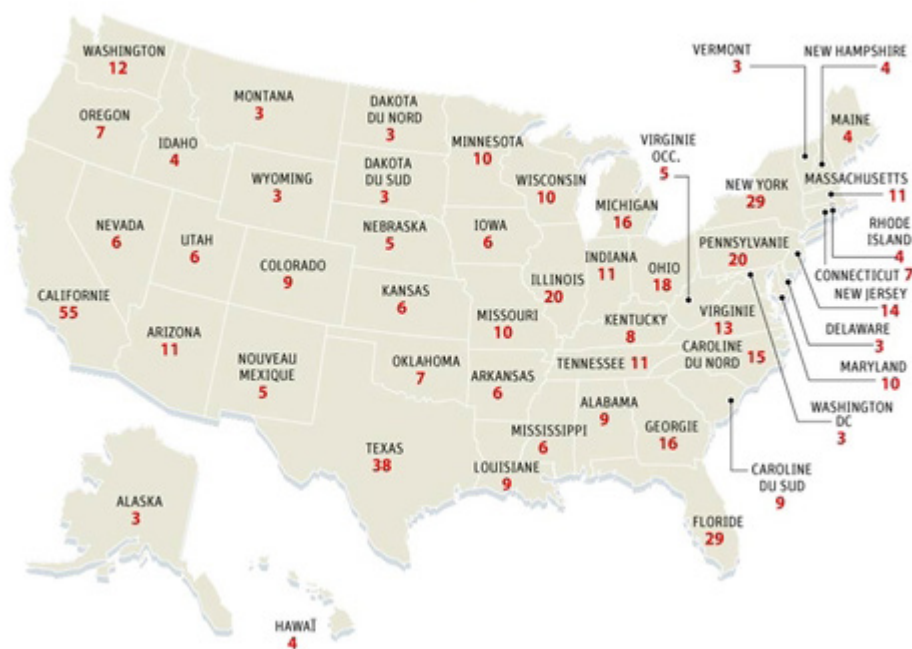 WASHINGTON
12
OREGON
7
IDAHO
4
MONTANA
3
WYOMING
3
DAKOTA
DU NORD
3
DAKOTA
DU SUD
3
MINNESOTA
10
WISCONSIN
10
VIRGINIE
OCC.
5
VERMONT
3
NEW HAMPSHIRE
4
MAINE
4
MASSACHUSETTS
11
NEW YORK
29
MICHIGAN
16
NEVADA
6
UTAH
6
COLORADO
9
NEBRASKA
5
IOWA
6
RHODE
ISLAND
4
CONNECTICUT 7
PENNSYLVANIE
20
INDIANA
11
OHIO
18
ILLINOIS
20
KANSAS
6
CALIFORNIE
55
NEW JERSEY
14
MISSOURI
10
KENTUCKY
8
VIRGINIE
13
DELAWARE
3
ARIZONA
11
NOUVEAU
MEXIQUE
5
OKLAHOMA
7
ARKANSAS
6
TENNESSEE 11
CAROLINE
DU NORD 15
MARYLAND
10
WASHINGTON
DC
3
ALABAMA
9
MISSISSIPPI
6
GEORGIE
16
TEXAS
38
LOUISIANE
9
CAROLINE
DU SUD
9
ALASKA
3
FLORIDE
29
HAWAÏ
4